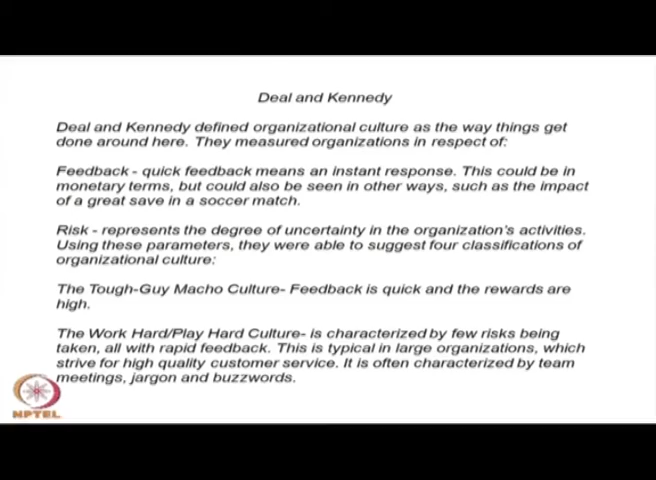 Deal and Kennedy
Deal and Kennedy defined organizational culture as the way things get
done around here. They measured organizations in respect of:
Feedback - quick feedback means an instant response. This could be in
monetary terms, but could also be seen in other ways, such as the impact
of a great save in a soccer match.
Risk - represents the degree of uncertainty in the organization's activities.
Using these parameters, they were able to suggest four classifications of
organizational culture:
The Tough-Guy Macho Culture- Feedback is quick and the rewards are
high.
The Work Hard/Play Hard Culture- is characterized by few risks being
taken, all with rapid feedback. This is typical in large organizations, which
strive for high quality customer service. It is often characterized by team
meetings, jargon and buzzwords.
NPTEL